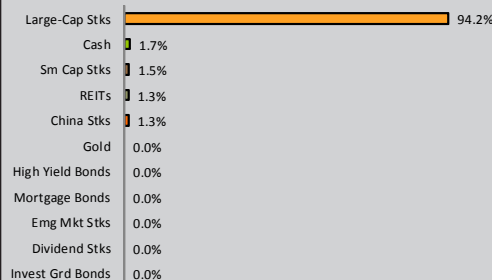 Large-Cap Stks 94.2%
Cash 1.7%
Sm Cap Stks 1.5%
REITs 1.3%
China Stks 1.3%
Gold 0.0%
High Yield Bonds 0.0%
Mortgage Bonds 0.0%
Emg Mkt Stks 0.0%
Dividend Stks 0.0%
Invest Grd Bonds 0.0%